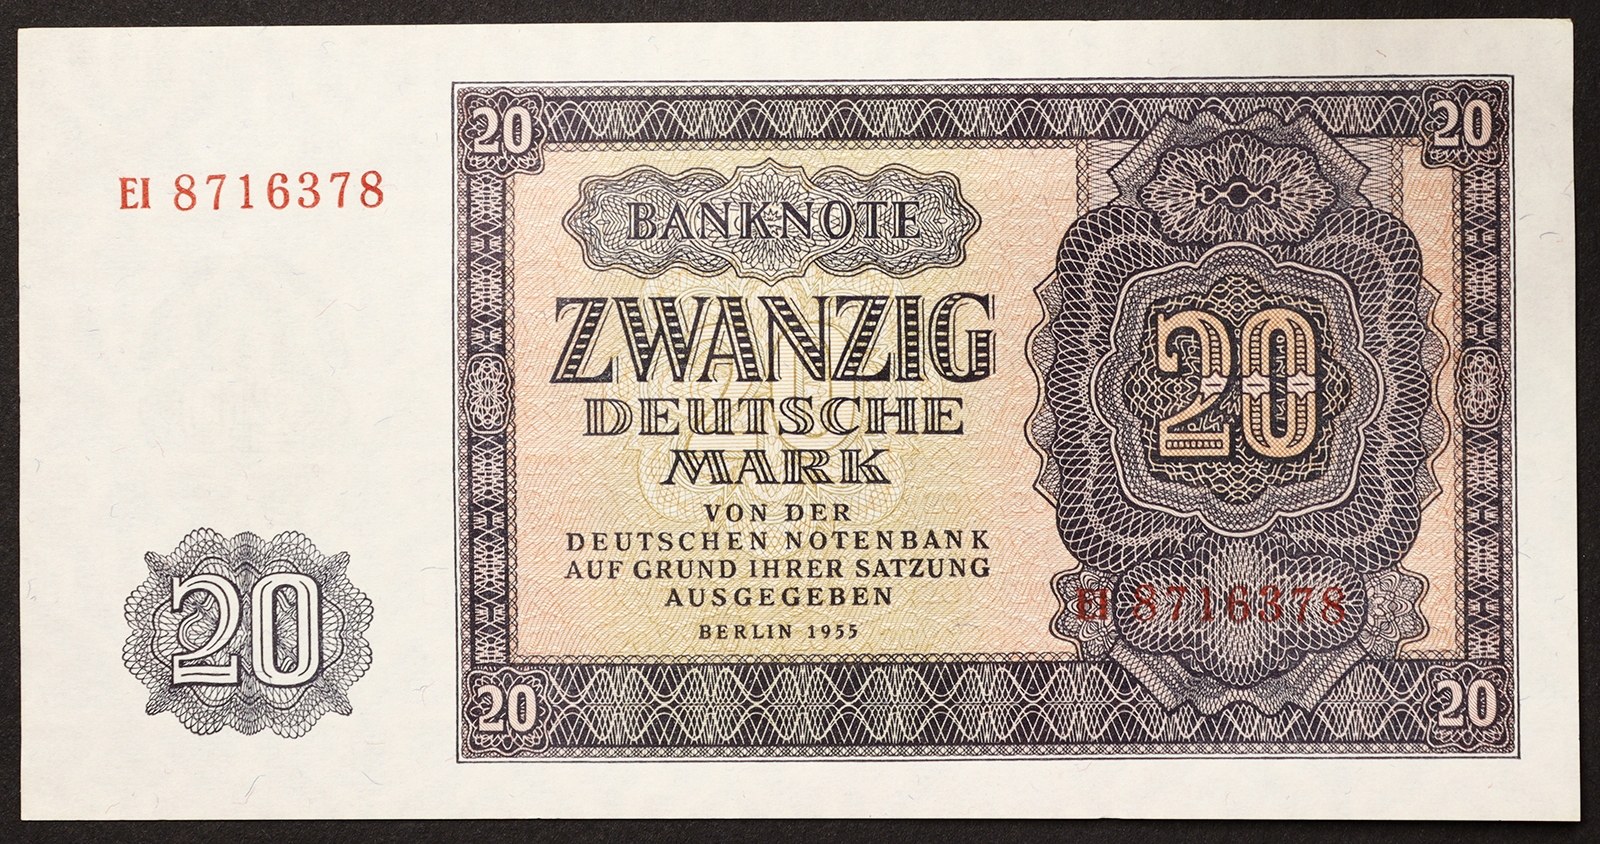 20
20
EI 8716378
BANKNOTE
ZWANZIG
DEUTSCHE
MARK
20
VON DER
DEUTSCHEN NOTENBANK
AUF GRUND IHRER SATZUNG
AUSGEGEBEN
BERLIN 1955
EI 8716378
20
20
20